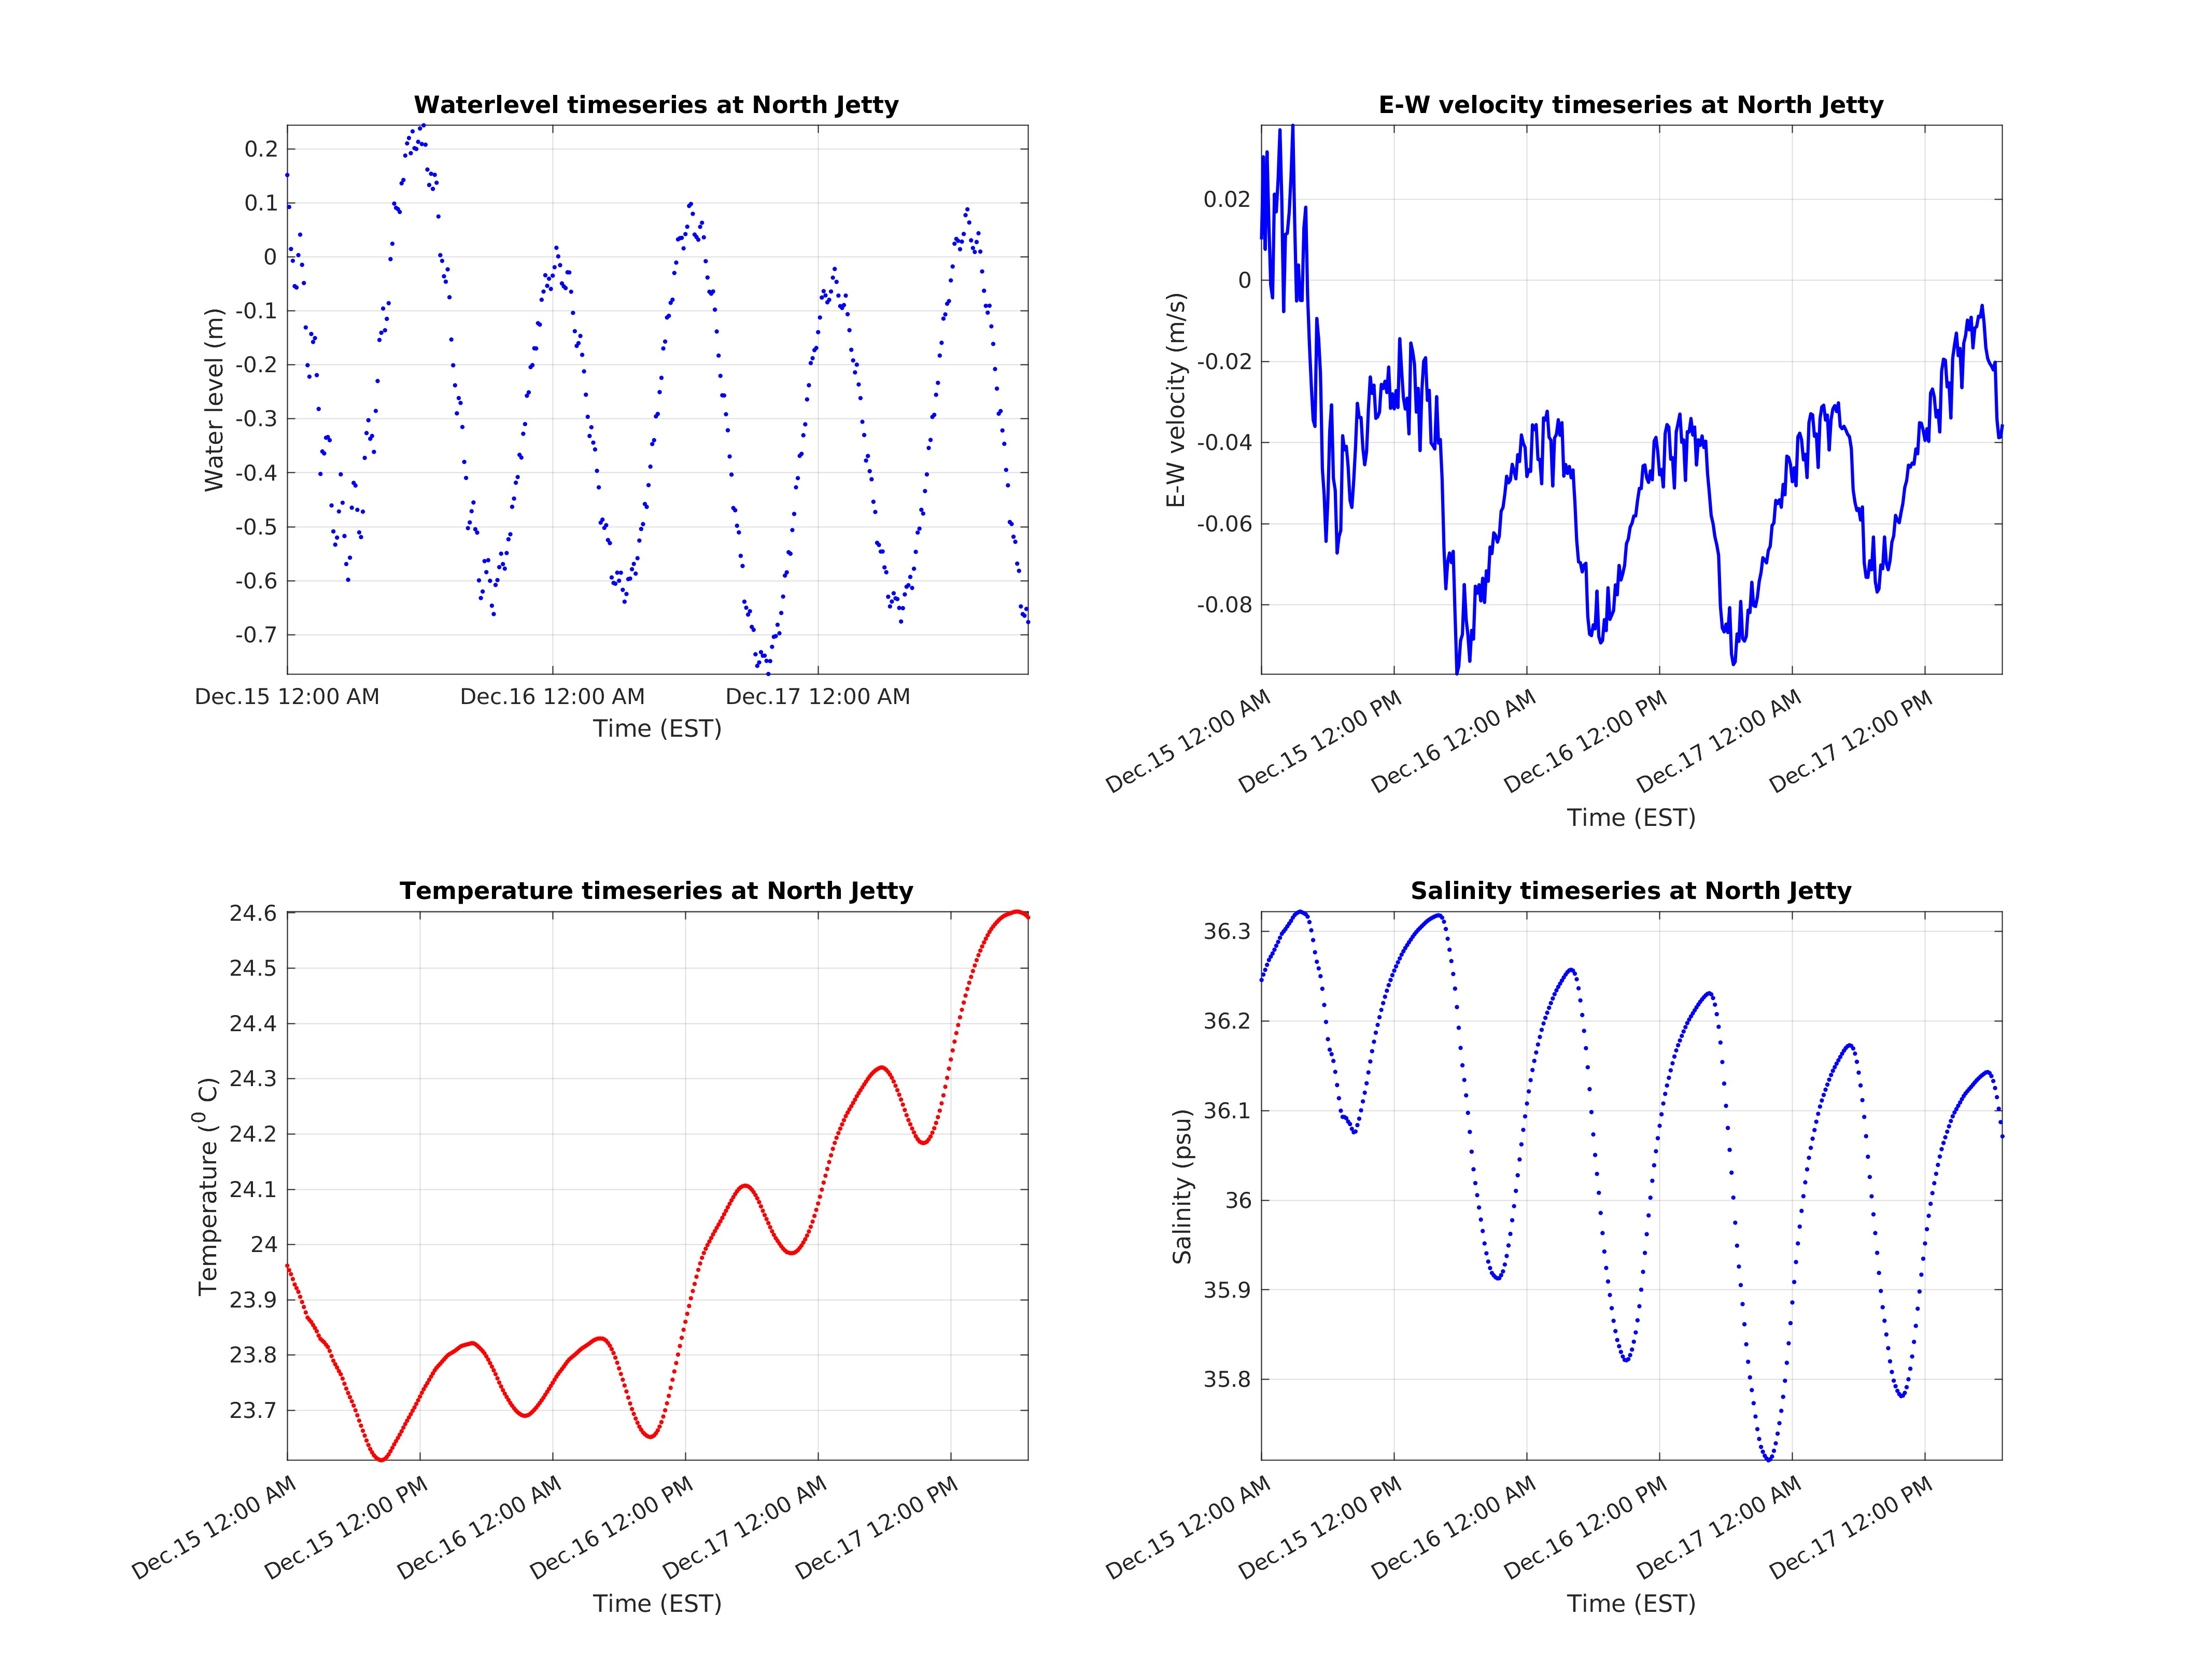 Waterlevel timeseries at North Jetty
0.2
0.1
0
-0.1
-0.2
-0.3
-0.4
-0.5
-0.6
-0.7
Water level (m)
Dec.15 12:00 AM Dec.16 12:00 AM Dec.17 12:00 AM
Time (EST)
E-W velocity timeseries at North Jetty
0.02
0
-0.02
-0.04
-0.06
-0.08
E-W velocity (m/s)
Dec.15 12:00 AM
Dec.15 12:00 PM
Dec.16 12:00 AM
Dec.16 12:00 PM
Dec.17 12:00 AM
Dec.17 12:00 PM
Time (EST)
Temperature timeseries at North Jetty
24.6
24.5
24.4
24.3
24.2
24.1
24
23.9
23.8
23.7
Temperature (⁰ C)
Dec.15 12:00 AM
Dec.15 12:00 PM
Dec.16 12:00 AM
Dec.16 12:00 PM
Dec.17 12:00 AM
Dec.17 12:00 PM
Time (EST)
Salinity timeseries at North Jetty
36.3
36.2
36.1
36
35.9
35.8
Salinity (psu)
Dec.15 12:00 AM
Dec.15 12:00 PM
Dec.16 12:00 AM
Dec.16 12:00 PM
Dec.17 12:00 AM
Dec.17 12:00 PM
Time (EST)